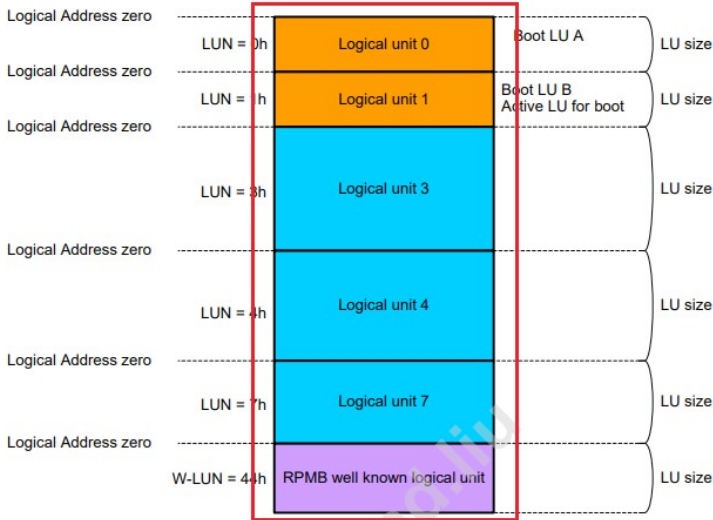 Logical Address zero
LUN = 0h Logical unit 0 Boot LU A LU size
Logical Address zero
LUN = 1h Logical unit 1 Boot LU B LU size
Active LU for boot
Logical Address zero
LUN = 3h Logical unit 3 LU size
Logical Address zero
LUN = 4h Logical unit 4 LU size
Logical Address zero
LUN = 7h Logical unit 7 LU size
Logical Address zero
W-LUN = 44h RPMB well known logical unit LU size